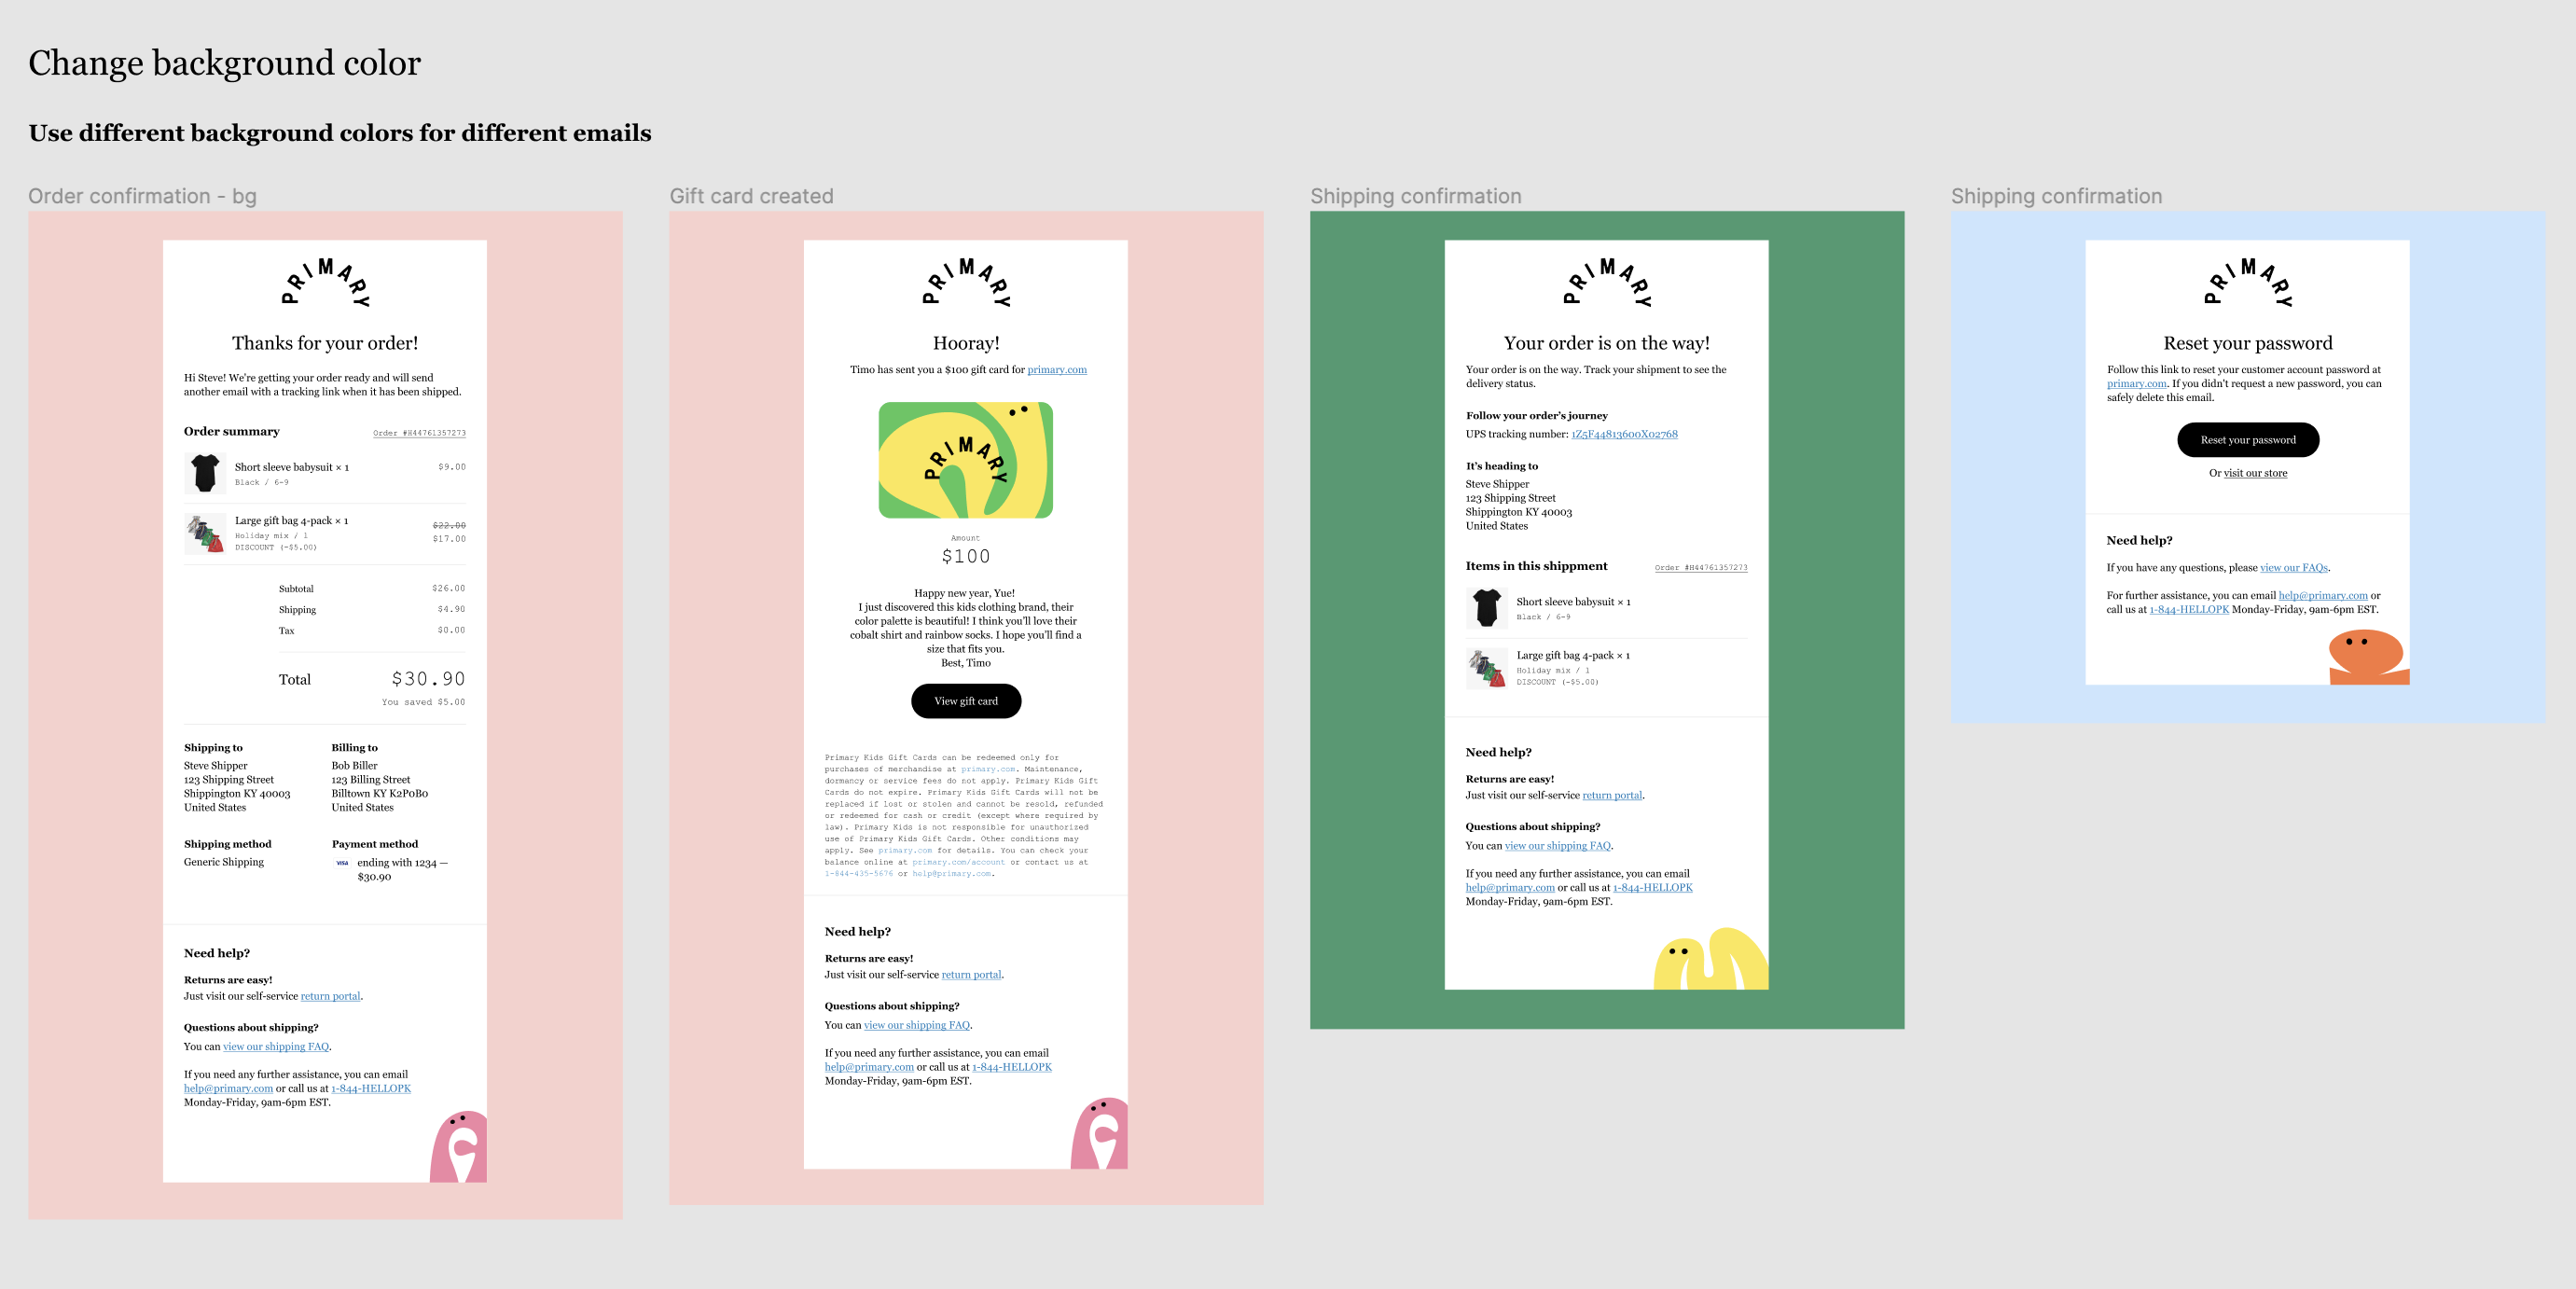 Change background color
Use different background colors for different emails
Order confirmation - bg
PRIMARY
Thanks for your order!
Hi Steve! We're getting your order ready and will send
another email with a tracking link when it has been shipped.
Order summary
Order #H44761357273
Short sleeve babysuit × 1
$9.00
Black / 6-9
Large gift bag 4-pack × 1
$22.00
Holiday mix / 1
$17.00
DISCOUNT (-$5.00)
Subtotal
$26.00
Shipping
$4.90
Tax
$0.00
Total
$30.90
You saved $5.00
Shipping to
Steve Shipper
123 Shipping Street
Shippington KY 40003
United States
Billing to
Bob Biller
123 Billing Street
Billtown KY K2P0B0
United States
Shipping method
Generic Shipping
Payment method
VISA
ending with 1234 —
$30.90
Need help?
Returns are easy!
Just visit our self-service return portal.
Questions about shipping?
You can view our shipping FAQ.
If you need any further assistance, you can email
help@primary.com or call us at 1-844-HELLOPK
Monday-Friday, 9am-6pm EST.
Gift card created
PRIMARY
Hooray!
Timo has sent you a $100 gift card for primary.com
PRIMARY
Amount
$100
Happy new year, Yue!
I just discovered this kids clothing brand, their
color palette is beautiful! I think you'll love their
cobalt shirt and rainbow socks. I hope you'll find a
size that fits you.
Best, Timo
View gift card
Primary Kids Gift Cards can be redeemed only for
purchases of merchandise at primary.com. Maintenance,
dormancy or service fees do not apply. Primary Kids Gift
Cards do not expire. Primary Kids Gift Cards will not be
replaced if lost or stolen and cannot be resold, refunded
or redeemed for cash or credit (except where required by
law). Primary Kids is not responsible for unauthorized
use of Primary Kids Gift Cards. Other conditions may
apply. See primary.com for details. You can check your
balance online at primary.com/account or contact us at
1-844-435-5676 or help@primary.com.
Need help?
Returns are easy!
Just visit our self-service return portal.
Questions about shipping?
You can view our shipping FAQ.
If you need any further assistance, you can email
help@primary.com or call us at 1-844-HELLOPK
Monday-Friday, 9am-6pm EST.
Shipping confirmation
PRIMARY
Your order is on the way!
Your order is on the way. Track your shipment to see the
delivery status.
Follow your order's journey
UPS tracking number: 1Z5F44813600X02768
It's heading to
Steve Shipper
123 Shipping Street
Shippington KY 40003
United States
Items in this shippment
Order #H44761357273
Short sleeve babysuit × 1
Black / 6-9
Large gift bag 4-pack × 1
Holiday mix / 1
DISCOUNT (-$5.00)
Need help?
Returns are easy!
Just visit our self-service return portal.
Questions about shipping?
You can view our shipping FAQ.
If you need any further assistance, you can email
help@primary.com or call us at 1-844-HELLOPK
Monday-Friday, 9am-6pm EST.
Shipping confirmation
PRIMARY
Reset your password
Follow this link to reset your customer account password at
primary.com. If you didn't request a new password, you can
safely delete this email.
Reset your password
Or visit our store
Need help?
If you have any questions, please view our FAQs.
For further assistance, you can email help@primary.com or
call us at 1-844-HELLOPK Monday-Friday, 9am-6pm EST.